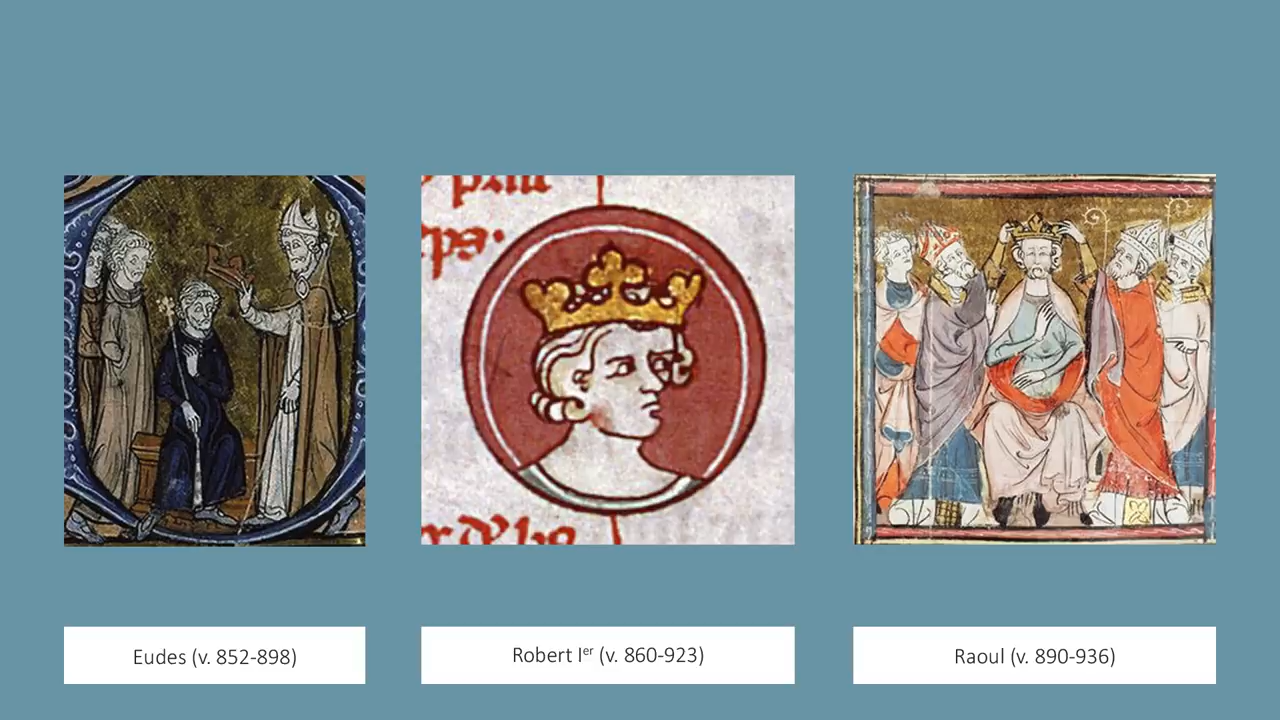 Eudes (v. 852-898)
Robert Iᵉʳ (v. 860-923)
Raoul (v. 890-936)